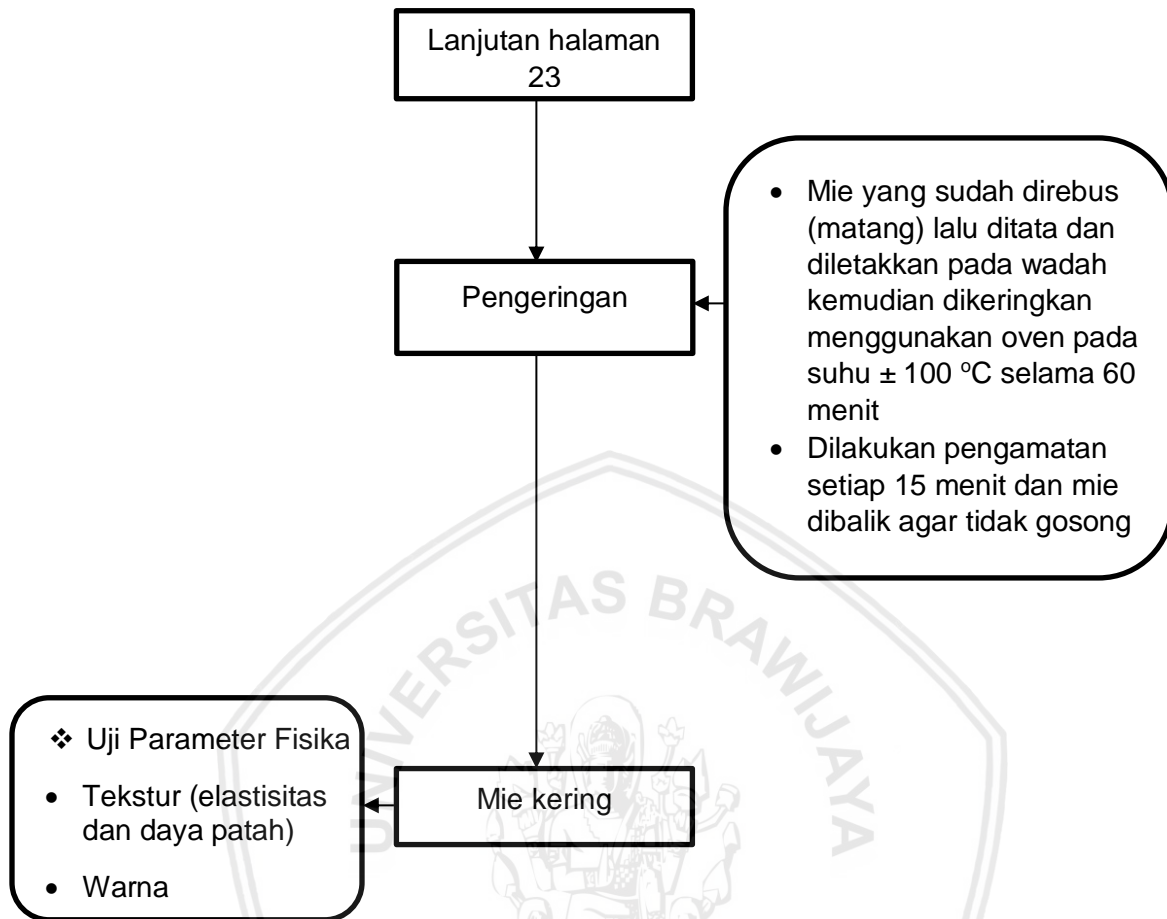 Lanjutan halaman
23
Pengeringan
• Mie yang sudah direbus
(matang) lalu ditata dan
diletakkan pada wadah
kemudian dikeringkan
menggunakan oven pada
suhu ± 100 ºC selama 60
menit
• Dilakukan pengamatan
setiap 15 menit dan mie
dibalik agar tidak gosong
UNIVERSITAS BRAWIJAYA
Mie kering
❖ Uji Parameter Fisika
• Tekstur (elastisitas
dan daya patah)
• Warna